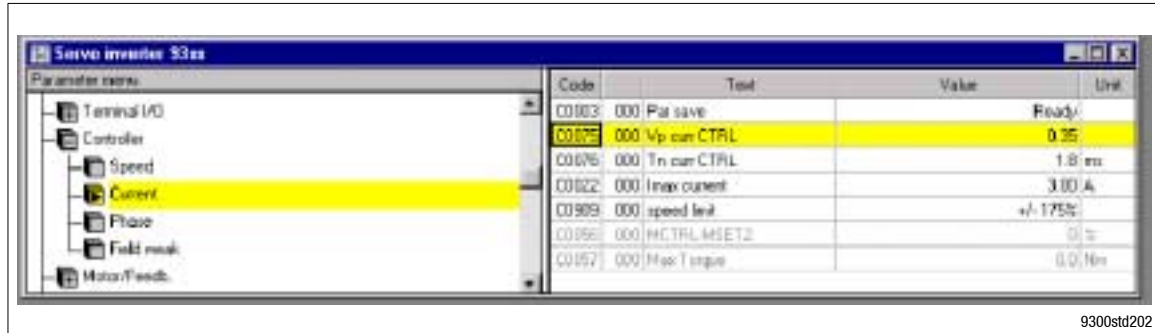 Servo inverter 93xx
Parameter menu
Terminal I/O
Controller
Speed
Current
Phase
Field weak
Motor/Feedb.
Code Text Value Unit
C0003 000 Par save Ready
C0075 000 Vp curr CTRL 0.35
C0076 000 Tn curr CTRL 1.8 ms
C0022 000 Imax current 3.00 A
C0909 000 speed limit +/- 175%
C0056 000 MCTRL-MSET2 0 %
C0057 000 Max Torque 0.0 Nm
9300std202